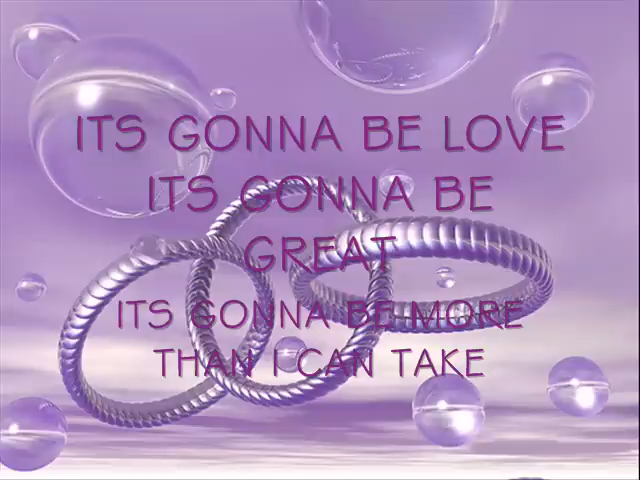 ITS GONNA BE LOVE
ITS GONNA BE
GREAT
ITS GONNA BE MORE
THAN I CAN TAKE